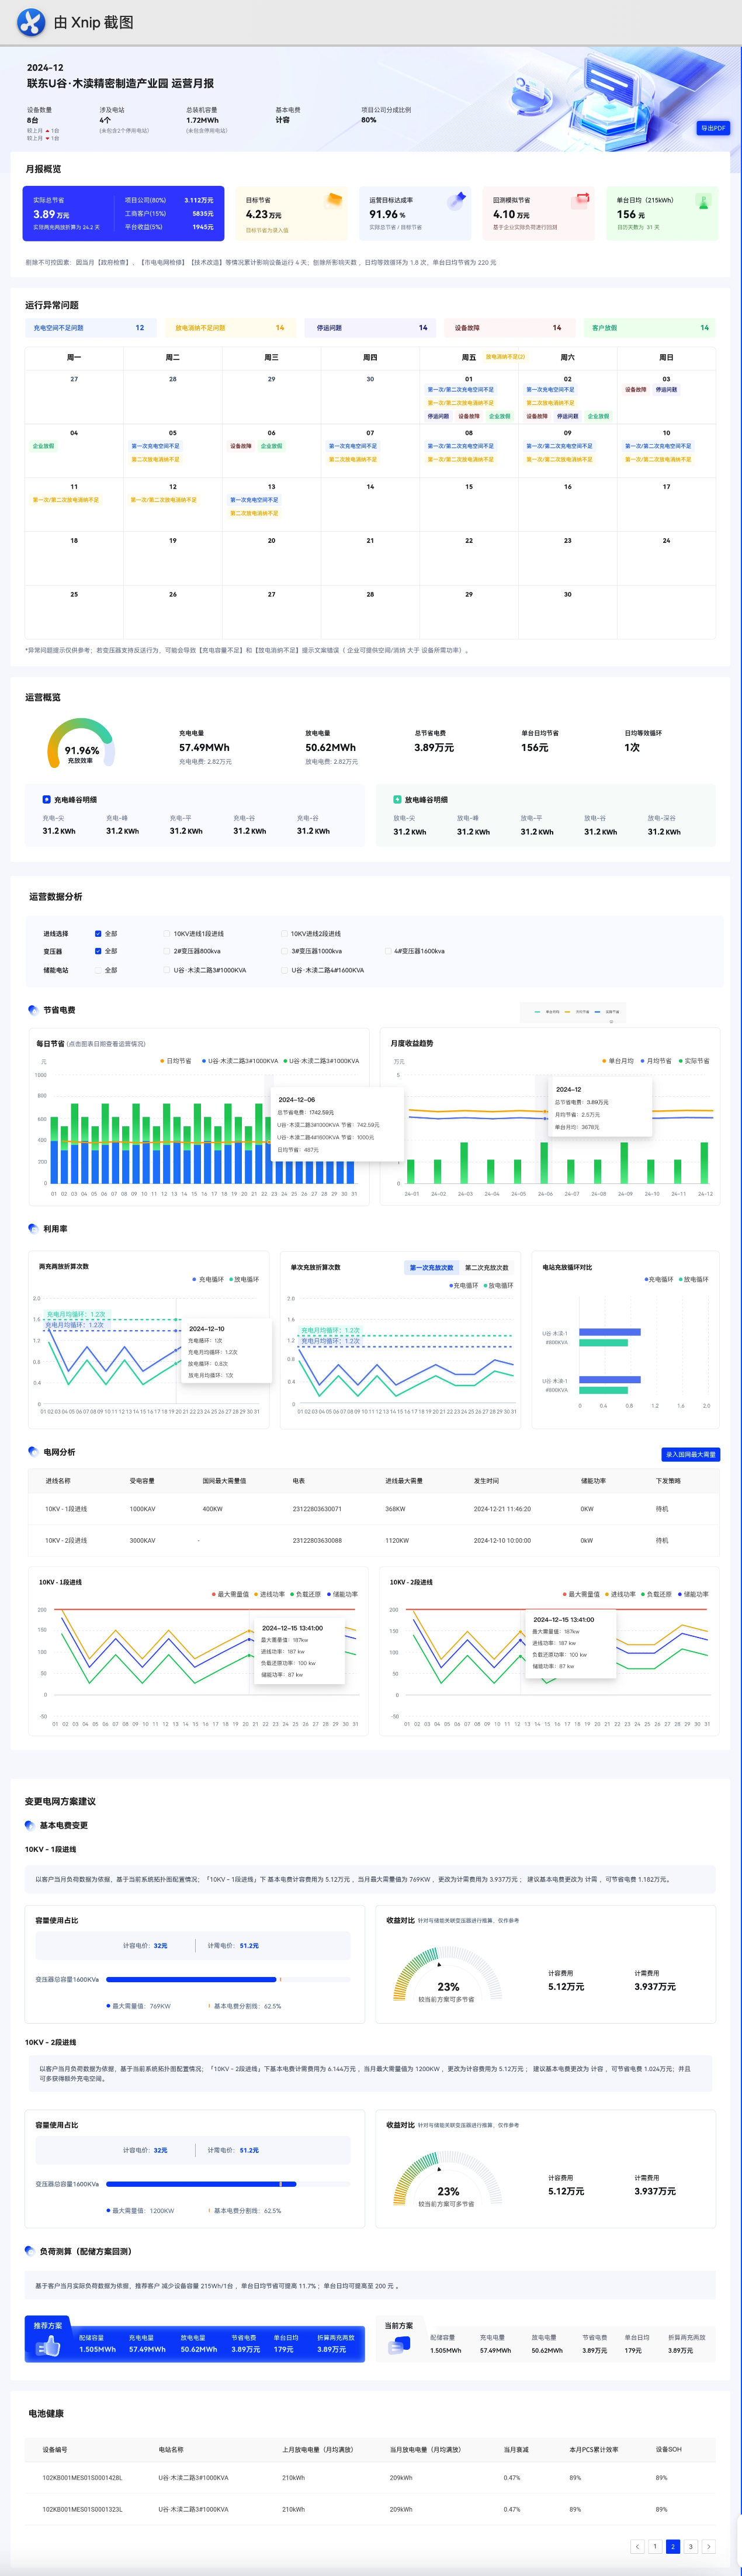 由 Xnip 截图
2024-12
联东U谷·木渎精密制造产业园 运营月报
设备数量 涉及电站 总装机容量 基本电费 项目公司分成比例
8台 4个 1.72MWh 计容 80%
较上月 1台 (未包含2个停用电站) (未包含停用电站)
较上月 1台
导出PDF
月报概览
实际总节省 3.89 万元
实现两充两放折算为 24.2 天
项目公司(80%) 3.112万元
工商客户(15%) 5835元
平台收益(5%) 1945元
目标节省
4.23 万元
目标节省为录入值
运营目标达成率
91.96 %
实际总节省 / 目标节省
回测模拟节省
4.10 万元
基于企业实际负荷进行回测
单台日均（215kWh）
156 元
自历天数为 31 天
剔除不可控因素：因当月【政府检查】、【市电电网检修】【技术改造】等情况累计影响设备运行 4 天；刨除所影响天数 ，日均等效循环为 1.8 次，单台日均节省为 220 元
运行异常问题
充电空间不足问题 12 放电消纳不足问题 14 停运问题 14 设备故障 14 客户放假 14
周一 周二 周三 周四 周五 放电消纳不足(2) 周六 周日
27 28 29 30 01 02 03
第一次/第二次充电空间不足 第一次充电空间不足 设备故障 停运问题
第一次/第二次放电消纳不足 第二次放电消纳不足
停运问题 设备故障 企业放假 设备故障 停运问题 企业放假
04 05 06 07 08 09 10
企业放假 第一次充电空间不足 设备故障 企业放假 第一次充电空间不足 第一次/第二次充电空间不足 第一次/第二次充电空间不足 第一次/第二次充电空间不足
第二次放电消纳不足 第二次放电消纳不足 第一次/第二次放电消纳不足 第一次/第二次放电消纳不足 第一次/第二次放电消纳不足
11 12 13 14 15 16 17
第一次/第二次放电消纳不足 第一次/第二次放电消纳不足 第一次充电空间不足
第二次放电消纳不足
18 19 20 21 22 23 24
25 26 27 28 29 30
*异常问题提示仅供参考；若变压器支持反送行为，可能会导致【充电容量不足】和【放电消纳不足】提示文案错误（ 企业可提供空间/消纳 大于 设备所需功率）。
运营概览
91.96%
充放效率
充电电量 放电电量 总节省电费 单台日均节省 日均等效循环
57.49MWh 50.62MWh 3.89万元 156元 1次
充电电费: 2.82万元 放电电费: 2.82万元
充电峰谷明细
充电-尖 充电-峰 充电-平 充电-谷 充电-谷
31.2 KWh 31.2 KWh 31.2 KWh 31.2 KWh 31.2 KWh
放电峰谷明细
放电-尖 放电-峰 放电-平 放电-谷 放电-深谷
31.2 KWh 31.2 KWh 31.2 KWh 31.2 KWh 31.2 KWh
运营数据分析
进线选择 全部 10KV进线1段进线 10KV进线2段进线
变压器 全部 2#变压器800kva 3#变压器1000kva 4#变压器1600kva
储能电站 全部 U谷·木渎二路3#1000KVA U谷·木渎二路4#1600KVA
节省电费
单台月均 月均节省 实际节省
每日节省 (点击图表日期查看运营情况)
日均节省 U谷·木渎二路3#1000KVA U谷·木渎二路3#1000KVA
元
1000
800
600
400
200
0
01 02 03 04 05 06 07 08 09 10 11 12 13 14 15 16 17 18 19 20 21 22 23 24 25 26 27 28 29 30 31
2024-12-06
总节省电费：1742.59元
U谷·木渎二路3#1000KVA 节省：742.59元
U谷·木渎二路4#1600KVA 节省：1000元
日均节省：487元
月度收益趋势
单台月均 月均节省 实际节省
万元
5
1
0
24-01 24-02 24-03 24-04 24-05 24-06 24-07 24-08 24-09 24-10 24-11 24-12
2024-12
总节省电费：3.89万元
月均节省：2.5万元
单台月均：3678元
利用率
两充两放折算次数
充电循环 放电循环
2.0
1.6
1.2
0.8
0.4
0
充电月均循环：1.2次
充电月均循环：1.2次
01 02 03 04 05 06 07 08 09 10 11 12 13 14 15 16 17 18 19 20 21 22 23 24 25 26 27 28 29 30 31
2024-12-10
充电循环：1次
充电月均循环：1.2次
放电循环：0.8次
放电月均循环：1次
单次充放折算次数
第一次充放次数 第二次充放次数
充电循环 放电循环
2.0
1.6
1.2
0.8
0.4
0
充电月均循环：1.2次
充电月均循环：1.2次
01 02 03 04 05 06 07 08 09 10 11 12 13 14 15 16 17 18 19 20 21 22 23 24 25 26 27 28 29 30 31
电站充放循环对比
充电循环 放电循环
U谷·木渎-1
#800KVA
U谷·木渎-1
#800KVA
0 0.4 0.8 1.2 1.6 2.0
电网分析
录入国网最大需量
进线名称 受电容量 国网最大需量值 电表 进线最大需量 发生时间 储能功率 下发策略
10KV - 1段进线 1000KAV 400KW 23122803630071 368KW 2024-12-21 11:46:20 0KW 待机
10KV - 2段进线 3000KAV - 23122803630088 1120KW 2024-12-10 10:00:00 0kW 待机
10KV - 1段进线
最大需量值 进线功率 负载还原 储能功率
200
150
100
50
0
-50
01 02 03 04 05 06 07 08 09 10 11 12 13 14 15 16 17 18 19 20 21 22 23 24 25 26 27 28 29 30 31
2024-12-15 13:41:00
最大需量值：187kw
进线功率：187 kw
负载还原功率：100 kw
储能功率：87 kw
10KV - 2段进线
最大需量值 进线功率 负载还原 储能功率
200
150
100
50
0
-50
01 02 03 04 05 06 07 08 09 10 11 12 13 14 15 16 17 18 19 20 21 22 23 24 25 26 27 28 29 30 31
2024-12-15 13:41:00
最大需量值：187kw
进线功率：187 kw
负载还原功率：100 kw
储能功率：87 kw
变更电网方案建议
基本电费变更
10KV - 1段进线
以客户当月负荷数据为依据，基于当前系统拓扑图配置情况；「10KV - 1段进线」下 基本电费计容费用为 5.12万元 ，当月最大需量值为 769KW ，更改为计需费用为 3.937万元 ； 建议基本电费更改为 计需 ，可节省电费 1.182万元。
容量使用占比
计容电价：32元 计需电价：51.2元
变压器总容量1600KVa
最大需量值：769KW 基本电费分割线：62.5%
收益对比 针对与储能关联变压器进行推算，仅作参考
23%
较当前方案可多节省
计容费用 计需费用
5.12万元 3.937万元
10KV - 2段进线
以客户当月负荷数据为依据，基于当前系统拓扑图配置情况；「10KV - 2段进线」下基本电费计需费用为 6.144万元 ，当月最大需量值为 1200KW ，更改为计容费用为 5.12万元 ； 建议基本电费更改为 计容 ，可节省电费 1.024万元；并且
可多获得额外充电空间。
容量使用占比
计容电价：32元 计需电价：51.2元
变压器总容量1600KVa
最大需量值：1200KW 基本电费分割线：62.5%
收益对比 针对与储能关联变压器进行推算，仅作参考
23%
较当前方案可多节省
计容费用 计需费用
5.12万元 3.937万元
负荷测算（配储方案回测）
基于客户当月实际负荷数据为依据，推荐客户 减少设备容量 215Wh/1台 ，单台日均节省可提高 11.7% ；单台日均可提高至 200 元 。
推荐方案
配储容量 充电电量 放电电量 节省电费 单台日均 折算两充两放
1.505MWh 57.49MWh 50.62MWh 3.89万元 179元 3.89万元
当前方案
配储容量 充电电量 放电电量 节省电费 单台日均 折算两充两放
1.505MWh 57.49MWh 50.62MWh 3.89万元 179元 3.89万元
电池健康
设备编号 电站名称 上月放电电量（月均满放） 当月放电电量（月均满放） 当月衰减 本月PCS累计效率 设备SOH
102KB001MES01S0001428L U谷·木渎二路3#1000KVA 210kWh 209kWh 0.47% 89% 89%
102KB001MES01S0001323L U谷·木渎二路3#1000KVA 210kWh 209kWh 0.47% 89% 89%
< 1 2 3 >